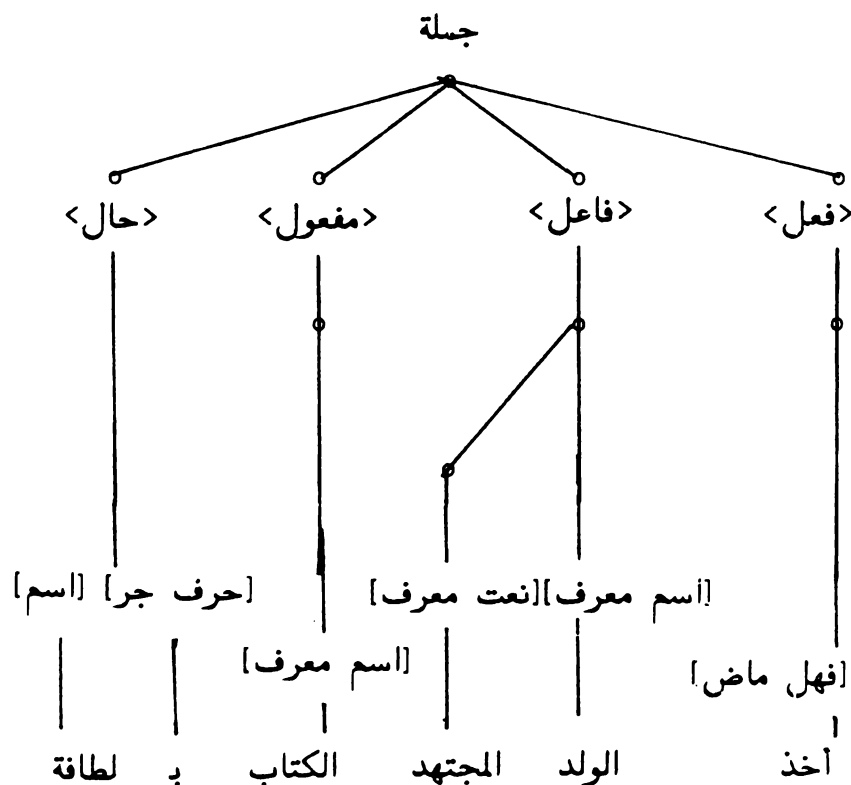 جملة
<فعل> <فاعل> <مفعول> <حال>
[اسم معرف] [نعت معرف] [حرف جر] [اسم]
[فهل ماض] [اسم معرف]
أخذ الولد المجتهد الكتاب بـ لطافة